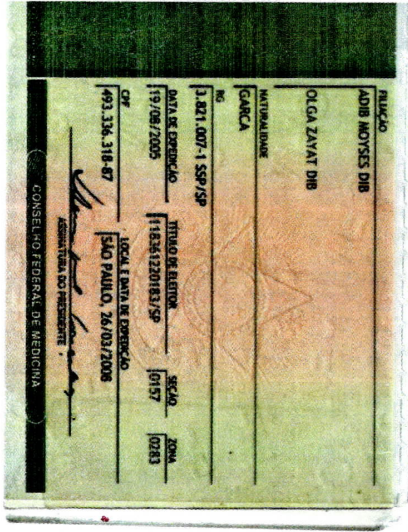 FILIAÇÃO
ADIB MOYSES DIB
OLGA ZAYAT DIB
NATURALIDADE
GARCA
RG
3.821.007-1 SSP/SP
DATA DE EXPEDIÇÃO TÍTULO DE ELEITOR SEÇÃO ZONA
19/08/2005 118361220183/SP 0157 0283
CPF LOCAL E DATA DE EXPEDIÇÃO
493.336.318-87 SÃO PAULO, 26/03/2008
ASSINATURA DO PRESIDENTE
CONSELHO FEDERAL DE MEDICINA